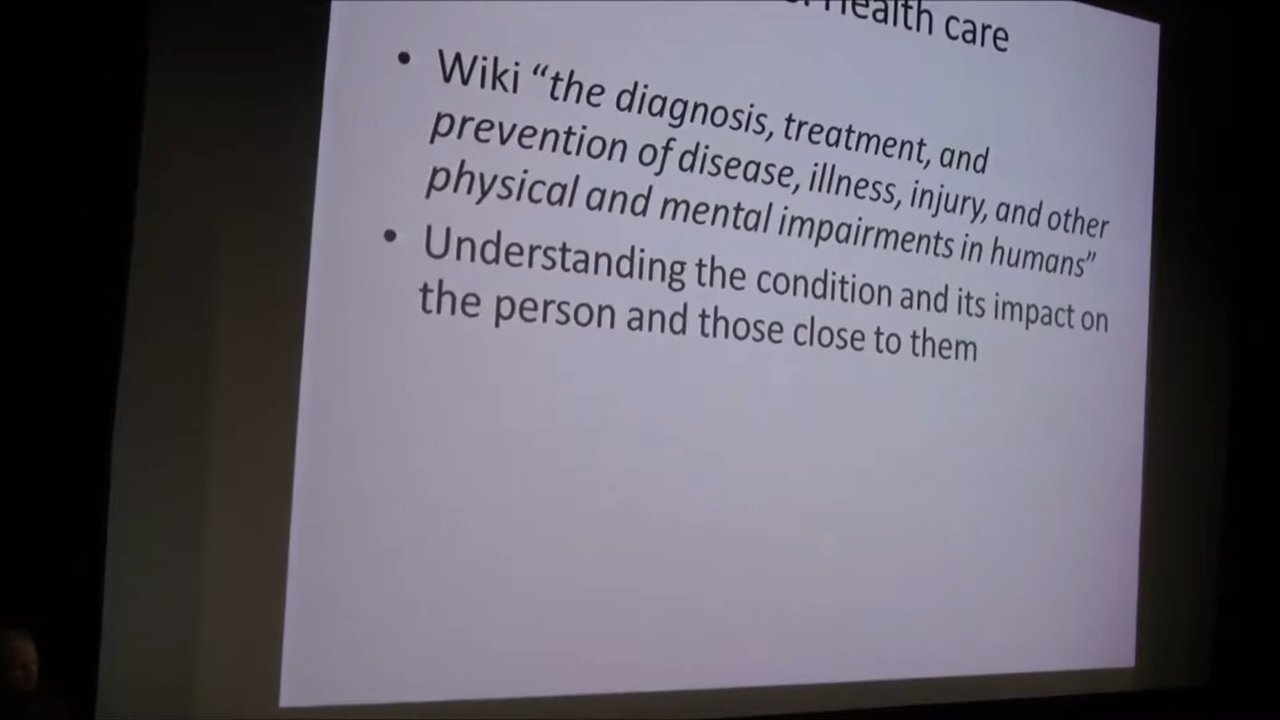 Health care
• Wiki “the diagnosis, treatment, and
prevention of disease, illness, injury, and other
physical and mental impairments in humans”
• Understanding the condition and its impact on
the person and those close to them